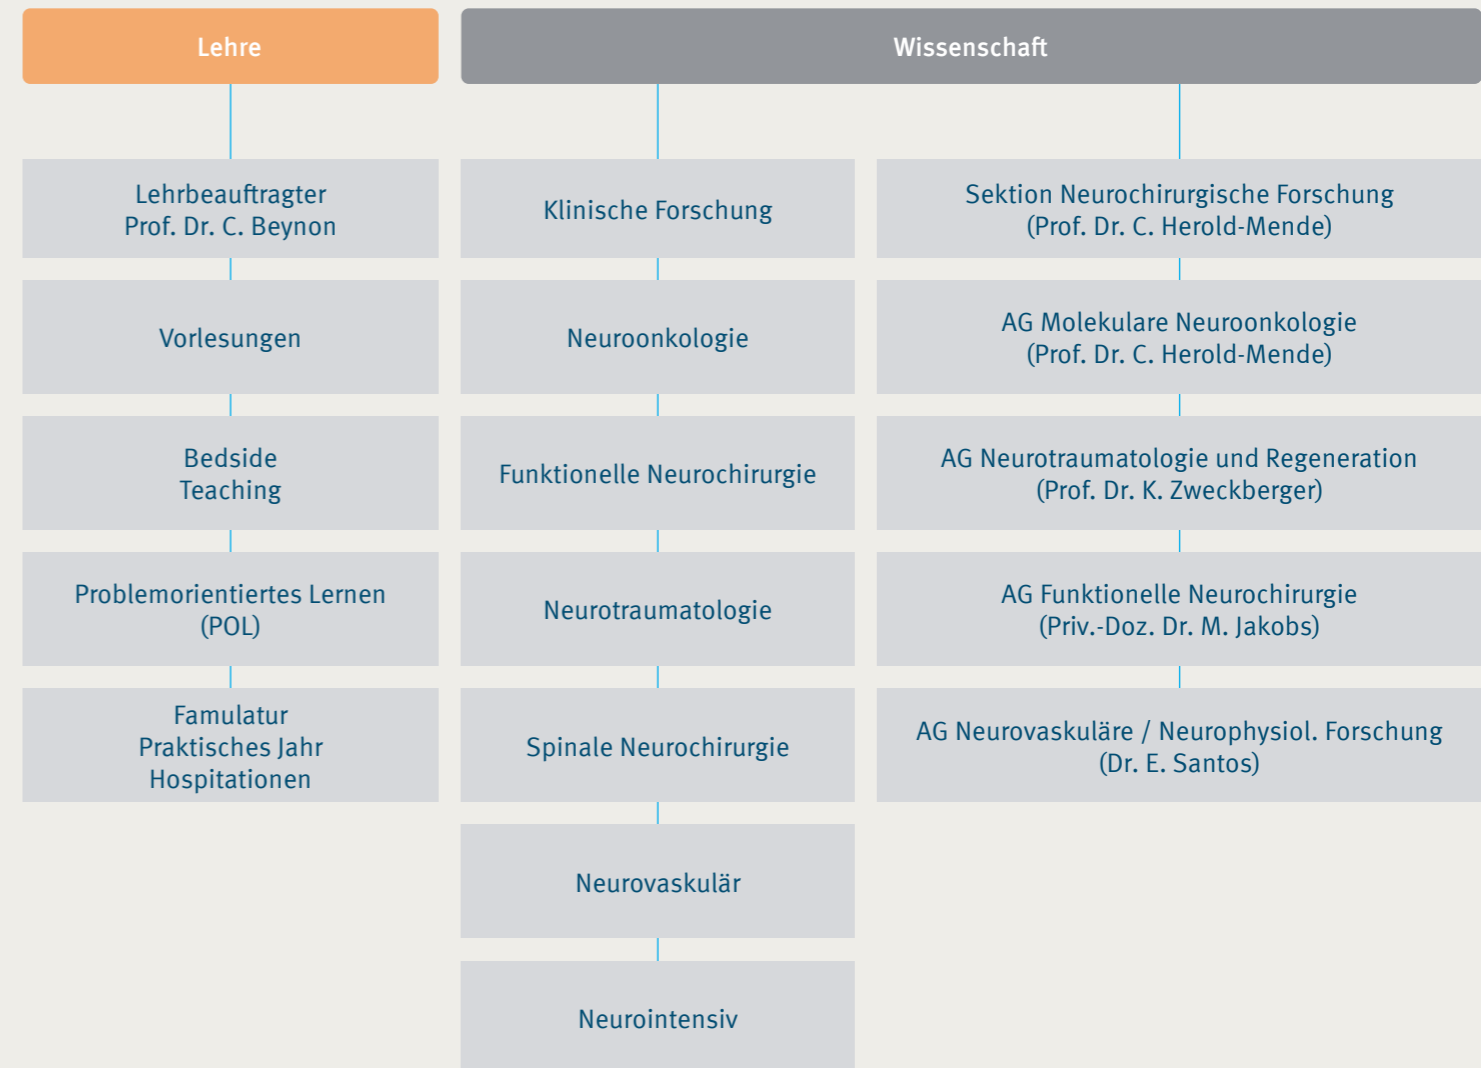 Lehre
Wissenschaft
Lehrbeauftragter
Prof. Dr. C. Beynon
Vorlesungen
Bedside
Teaching
Problemorientiertes Lernen
(POL)
Famulatur
Praktisches Jahr
Hospitationen
Klinische Forschung
Neuroonkologie
Funktionelle Neurochirurgie
Neurotraumatologie
Spinale Neurochirurgie
Neurovaskulär
Neurointensiv
Sektion Neurochirurgische Forschung
(Prof. Dr. C. Herold-Mende)
AG Molekulare Neuroonkologie
(Prof. Dr. C. Herold-Mende)
AG Neurotraumatologie und Regeneration
(Prof. Dr. K. Zweckberger)
AG Funktionelle Neurochirurgie
(Priv.-Doz. Dr. M. Jakobs)
AG Neurovaskuläre / Neurophysiol. Forschung
(Dr. E. Santos)